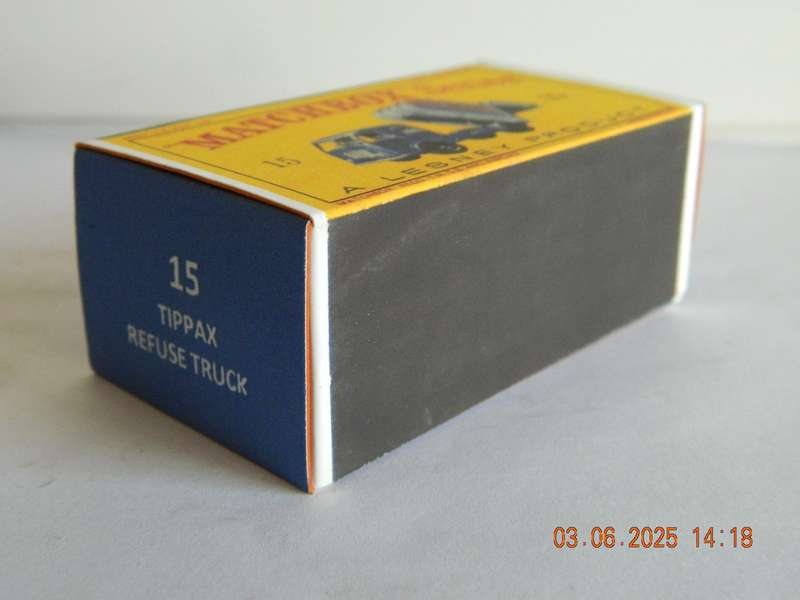 MATCHBOX
15
A LESNEY PRODUCT
15
TIPPAX
REFUSE TRUCK
03.06.2025 14:18